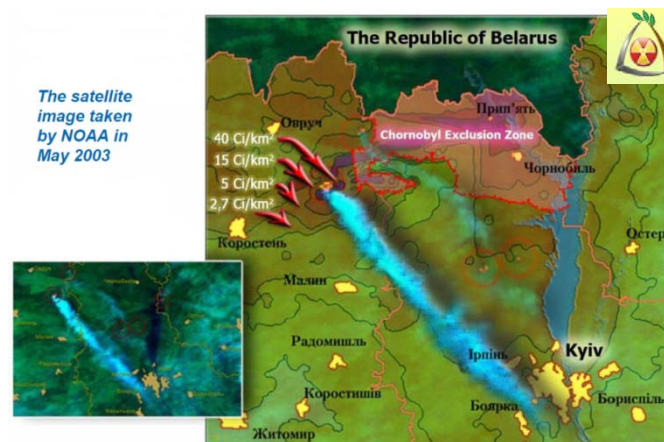 The Republic of Belarus
The satellite
image taken
by NOAA in
May 2003
Прип'ять
Овруч
Chornobyl Exclusion Zone
40 Ci/km²
15 Ci/km²
Чорнобиль
5 Ci/km²
2,7 Ci/km²
Коростень
Остер
Малин
Радомишль
Ірпінь
Kyiv
Коростишів
Боярка
Бориспіль
Житомир